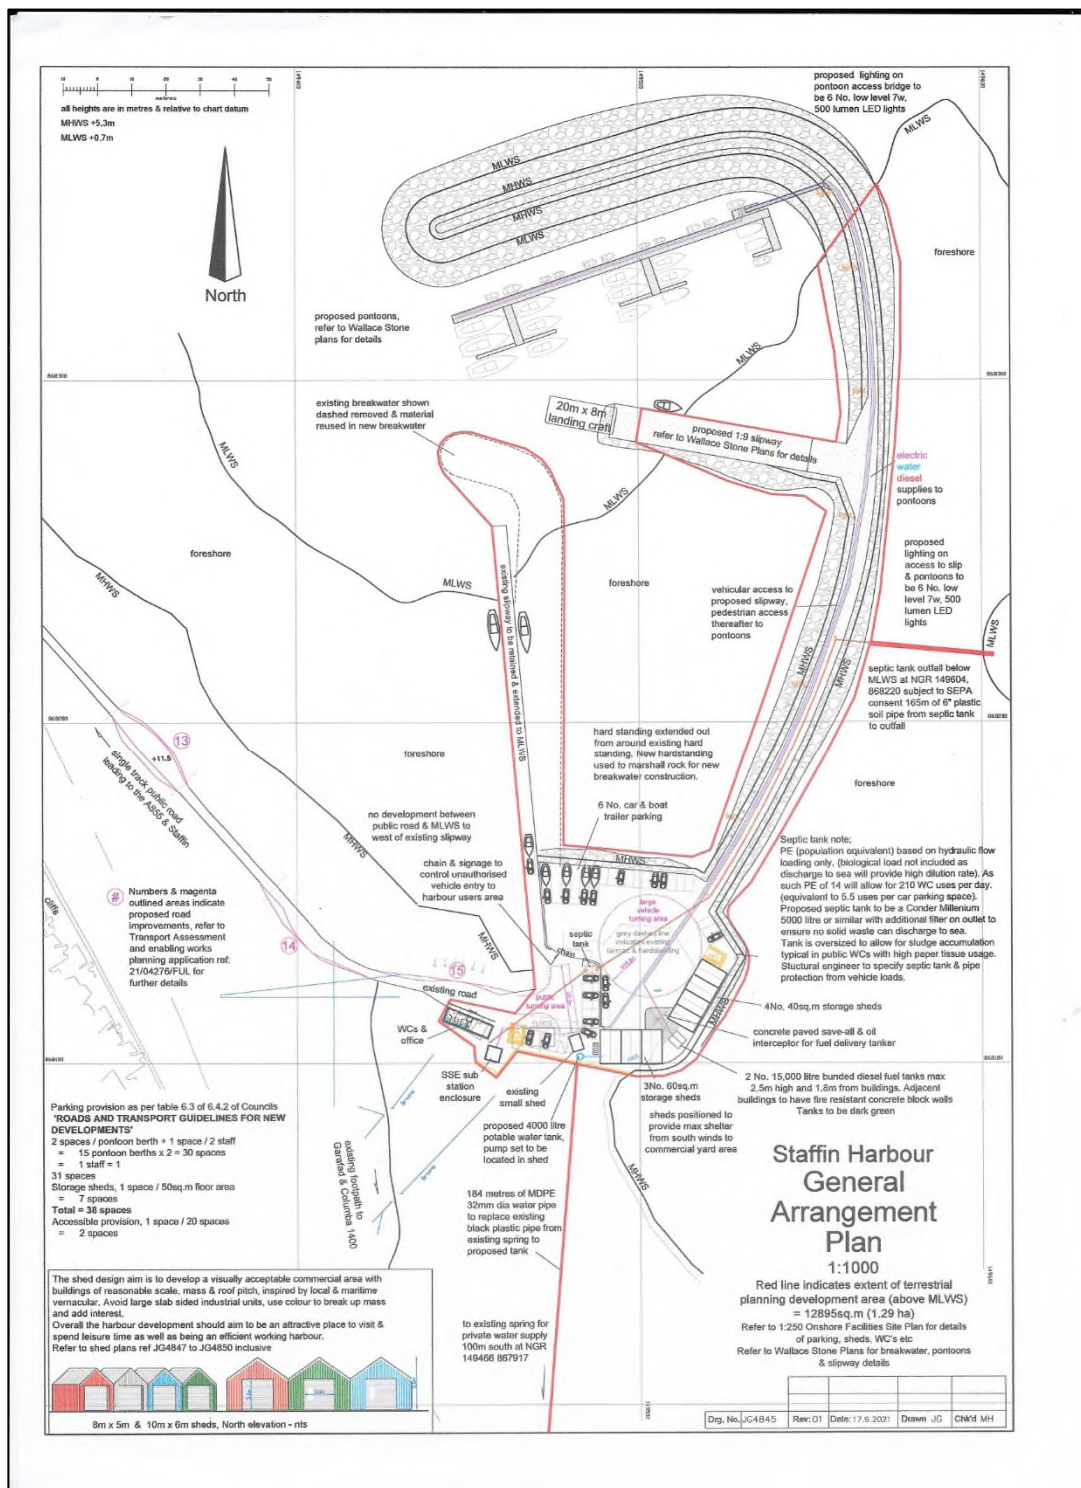 metres
all heights are in metres & relative to chart datum
MHWS +5.3m
MLWS +0.7m
North
proposed lighting on
pontoon access bridge to
be 6 No. low level 7w,
500 lumen LED
lights
MLWS
MLWS
MHWS
MHWS
MLWS
foreshore
proposed pontoons,
refer to Wallace Stone
plans for details
MLWS
868300
868300
existing breakwater shown
dashed removed & material
reused in new breakwater
20m x 8m
landing craft
proposed 1:9 slipway
refer to Wallace Stone Plans for details
electric
water
diesel
supplies to
pontoons
MLWS
MLWS
proposed
lighting on
access to slip
& pontoons to
be 6 No. low
level 7w, 500
lumen LED
lights
foreshore
MHWS
MLWS
foreshore
existing slipway to be retained & extended to MLWS
vehicular access to
proposed slipway,
pedestrian access
thereafter to
pontoons
MLWS
MHWS
MHWS
septic tank outfall below
MLWS at NGR 149604,
868220 subject to SEPA
consent 165m of 6" plastic
soil pipe from septic tank
to outfall
868200
868200
13
+11.5
single track public road
leading to the A855 & Staffin
foreshore
hard standing extended out
from around existing hard
standing. New hardstanding
used to marshall rock for new
breakwater construction.
foreshore
6 No. car & boat
trailer parking
no development between
public road & MLWS to
west of existing slipway
MHWS
MHWS
chain & signage to
control unauthorised
vehicle entry to
harbour users area
Septic tank note;
PE (population equivalent) based on hydraulic flow
loading only, (biological load not included as
discharge to sea will provide high dilution rate). As
such PE of 14 will allow for 210 WC uses per day.
(equivalent to 5.5 uses per car parking space).
Proposed septic tank to be a Conder Millenium
5000 litre or similar with additional filter on outlet to
ensure no solid waste can discharge to sea.
Tank is oversized to allow for sludge accumulation
typical in public WCs with high paper tissue usage.
Stuctural engineer to specify septic tank & pipe
protection from vehicle loads.
cliffs
#
Numbers & magenta
outlined areas indicate
proposed road
improvements, refer to
Transport Assessment
and enabling works
planning application ref:
21/04276/FUL for
further details
14
large
vehicle
turning area
grey dashed line
indicates existing
tarmac & hardstanding
septic
tank
chain
MHWS
15
existing road
public
turning area
MHWS
4No, 40sq.m storage sheds
WCs &
office
concrete paved save-all & oil
interceptor for fuel delivery tanker
SSE sub
station
enclosure
existing
small shed
3No. 60sq.m
storage sheds
2 No. 15,000 litre bunded diesel fuel tanks max
2.5m high and 1.8m from buildings. Adjacent
buildings to have fire resistant concrete block walls
Tanks to be dark green
proposed 4000 litre
potable water tank,
pump set to be
located in shed
sheds positioned to
provide max shelter
from south winds to
commercial yard area
Parking provision as per table 6.3 of 6.4.2 of Councils
'ROADS AND TRANSPORT GUIDELINES FOR NEW
DEVELOPMENTS'
2 spaces / pontoon berth + 1 space / 2 staff
= 15 pontoon berths x 2 = 30 spaces
= 1 staff = 1
31 spaces
Storage sheds, 1 space / 50sq.m floor area
= 7 spaces
Total = 38 spaces
Accessible provision, 1 space / 20 spaces
= 2 spaces
existing footpath to
Garafad & Columba 1400
MHWS
184 metres of MDPE
32mm dia water pipe
to replace existing
black plastic pipe from
existing spring to
proposed tank
Staffin Harbour
General
Arrangement
Plan
1:1000
Red line indicates extent of terrestrial
planning development area (above MLWS)
= 12895sq.m (1.29 ha)
Refer to 1:250 Onshore Facilities Site Plan for details
of parking, sheds, WC's etc
Refer to Wallace Stone Plans for breakwater, pontoons
& slipway details
The shed design aim is to develop a visually acceptable commercial area with
buildings of reasonable scale, mass & roof pitch, inspired by local & maritime
vernacular. Avoid large slab sided industrial units, use colour to break up mass
and add interest.
Overall the harbour development should aim to be an attractive place to visit &
spend leisure time as well as being an efficient working harbour.
Refer to shed plans ref JG4847 to JG4850 inclusive
to existing spring for
private water supply
100m south at NGR
149466 867917
8m x 5m & 10m x 6m sheds, North elevation - nts
Drg. No. JG4845 Rev: 01 Date: 17.9.2021 Drawn JG Chk'd MH